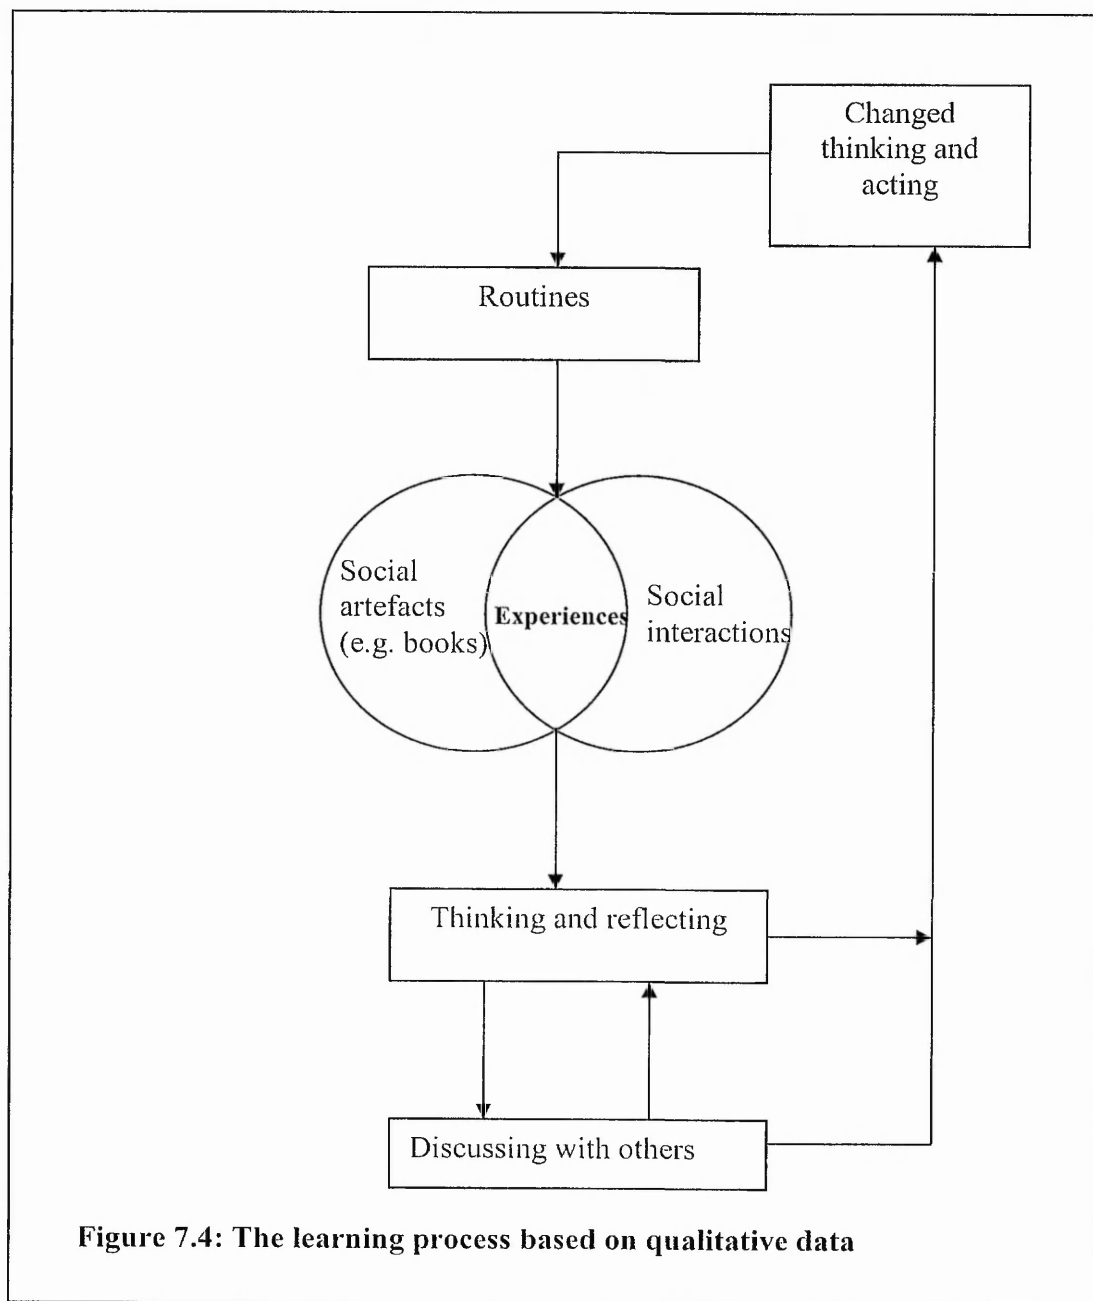 Changed
thinking and
acting
Routines
Social
artefacts
(e.g. books)
Experiences
Social
interactions
Thinking and reflecting
Discussing with others
Figure 7.4: The learning process based on qualitative data